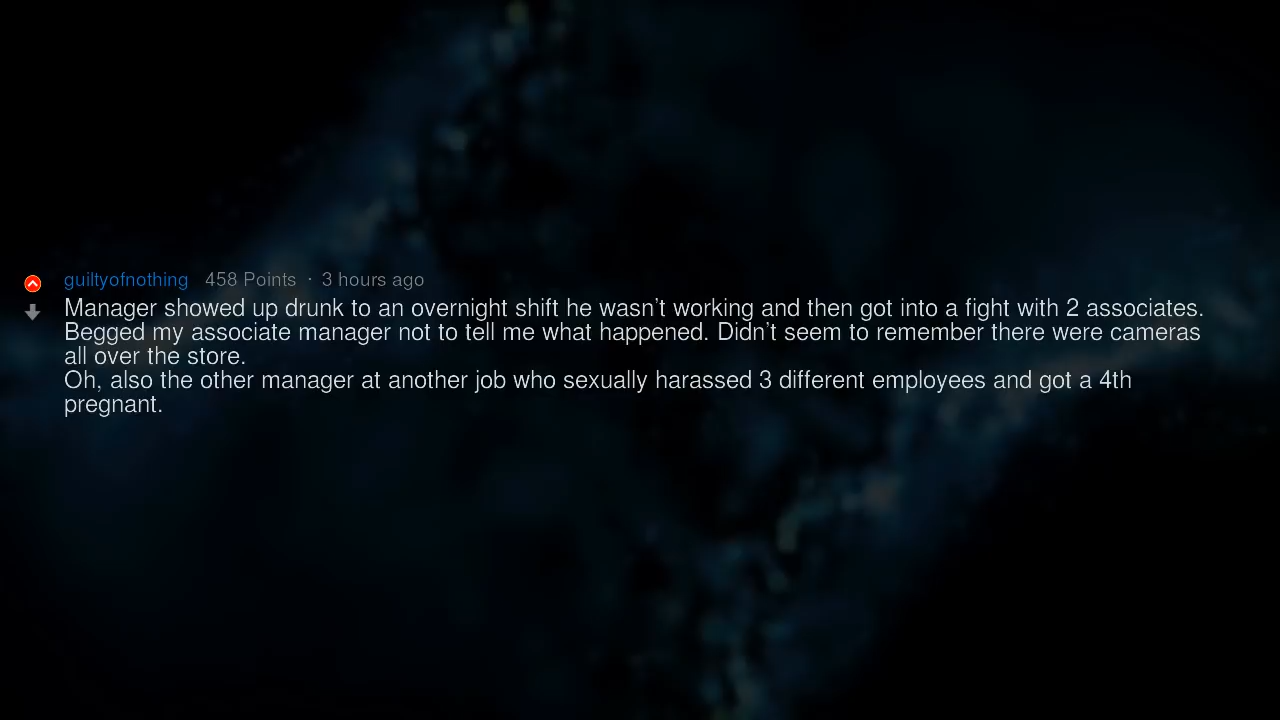 guiltyofnothing 458 Points · 3 hours ago
Manager showed up drunk to an overnight shift he wasn’t working and then got into a fight with 2 associates.
Begged my associate manager not to tell me what happened. Didn’t seem to remember there were cameras
all over the store.
Oh, also the other manager at another job who sexually harassed 3 different employees and got a 4th
pregnant.